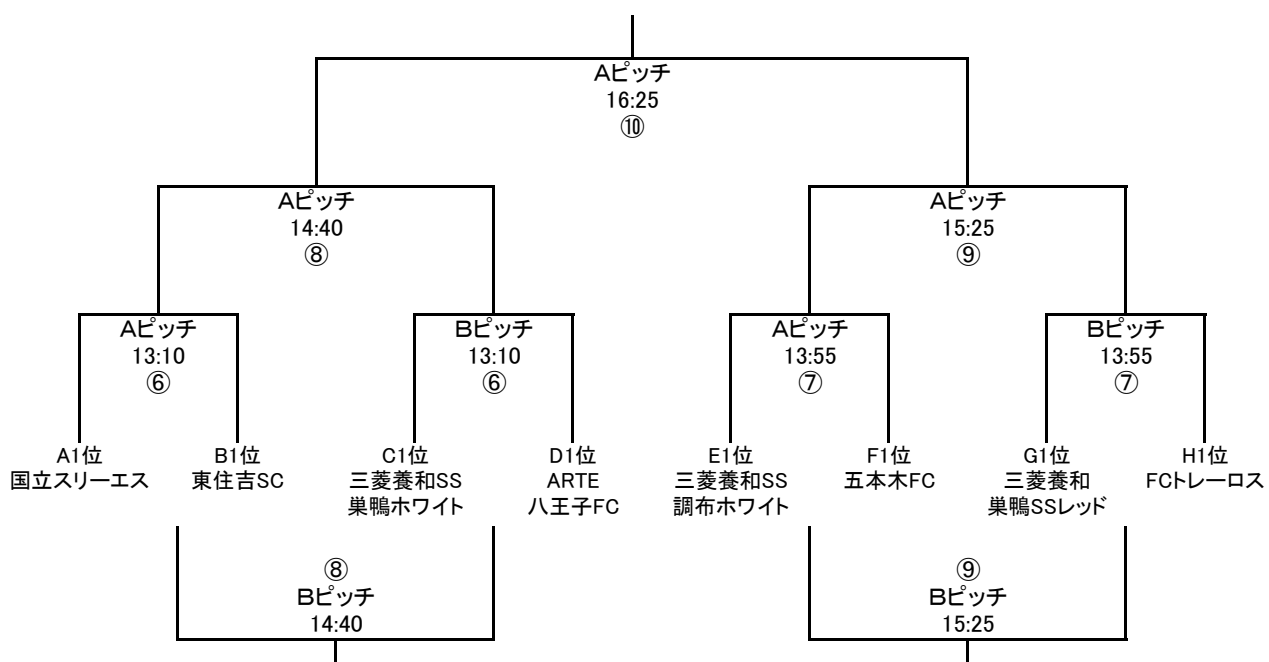 Aピッチ
16:25
⑩
Aピッチ
14:40
⑧
Aピッチ
15:25
⑨
Aピッチ
13:10
⑥
Bピッチ
13:10
⑥
Aピッチ
13:55
⑦
Bピッチ
13:55
⑦
A1位
国立スリーエス
B1位
東住吉SC
C1位
三菱養和SS
巣鴨ホワイト
D1位
ARTE
八王子FC
E1位
三菱養和SS
調布ホワイト
F1位
五本木FC
G1位
三菱養和
巣鴨SSレッド
H1位
FCトレーロス
⑧
Bピッチ
14:40
⑨
Bピッチ
15:25